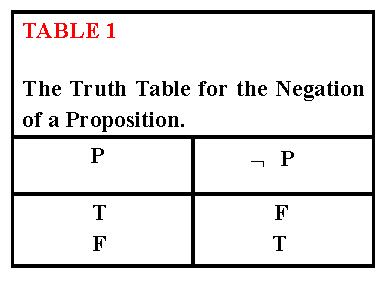 TABLE 1
The Truth Table for the Negation
of a Proposition.
P ¬ P
T F
F T